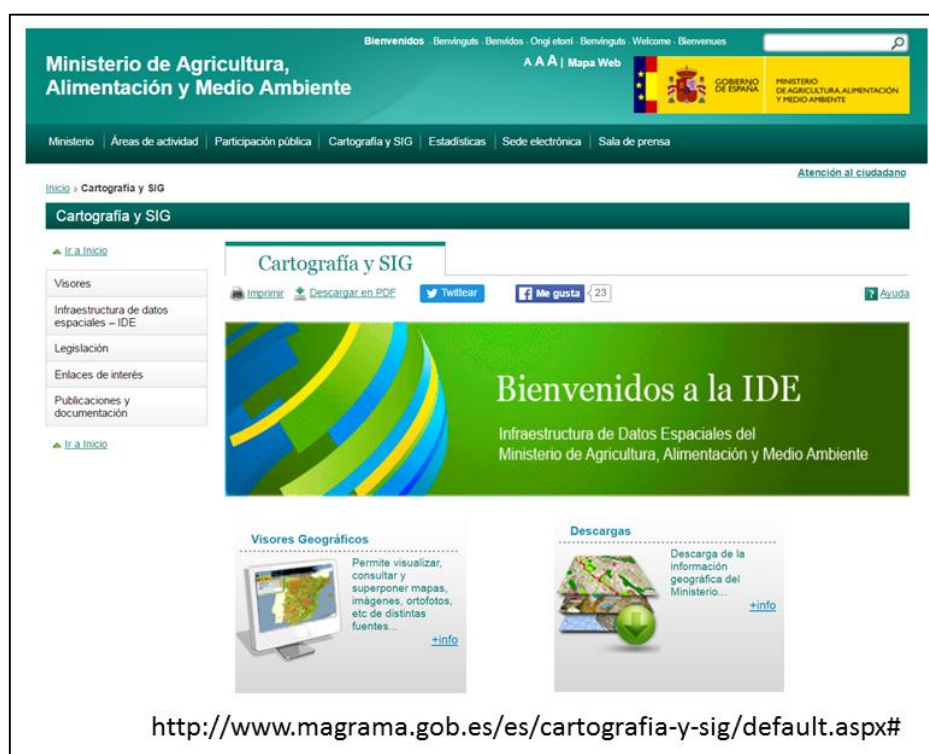 Bienvenidos · Benvinguts · Benvidos · Ongi etorri · Benvinguts · Welcome · Bienvenues
Ministerio de Agricultura,
Alimentación y Medio Ambiente
A A A | Mapa Web
GOBIERNO
DE ESPAÑA
MINISTERIO
DE AGRICULTURA, ALIMENTACIÓN
Y MEDIO AMBIENTE
Ministerio | Áreas de actividad | Participación pública | Cartografía y SIG | Estadísticas | Sede electrónica | Sala de prensa
Atención al ciudadano
Inicio › Cartografía y SIG
Cartografía y SIG
Ir a Inicio
Visores
Infraestructura de datos
espaciales – IDE
Legislación
Enlaces de interés
Publicaciones y
documentación
Ir a Inicio
Cartografía y SIG
Imprimir Descargar en PDF Twittear Me gusta 23 ? Ayuda
Bienvenidos a la IDE
Infraestructura de Datos Espaciales del
Ministerio de Agricultura, Alimentación y Medio Ambiente
Visores Geográficos
Permite visualizar,
consultar y
superponer mapas,
imágenes, ortofotos,
etc de distintas
fuentes...
+info
Descargas
Descarga de la
información
geográfica del
Ministerio...
+info
http://www.magrama.gob.es/es/cartografia-y-sig/default.aspx#